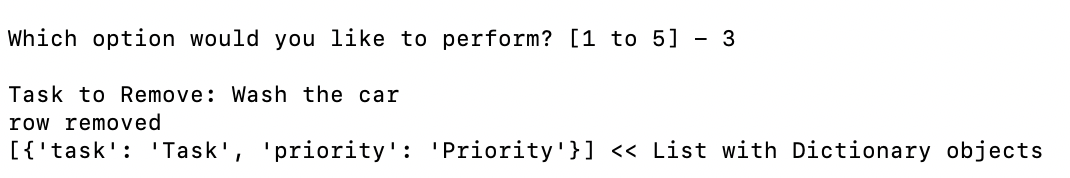 Which option would you like to perform? [1 to 5] – 3
Task to Remove: Wash the car
row removed
[{'task': 'Task', 'priority': 'Priority'}] << List with Dictionary objects